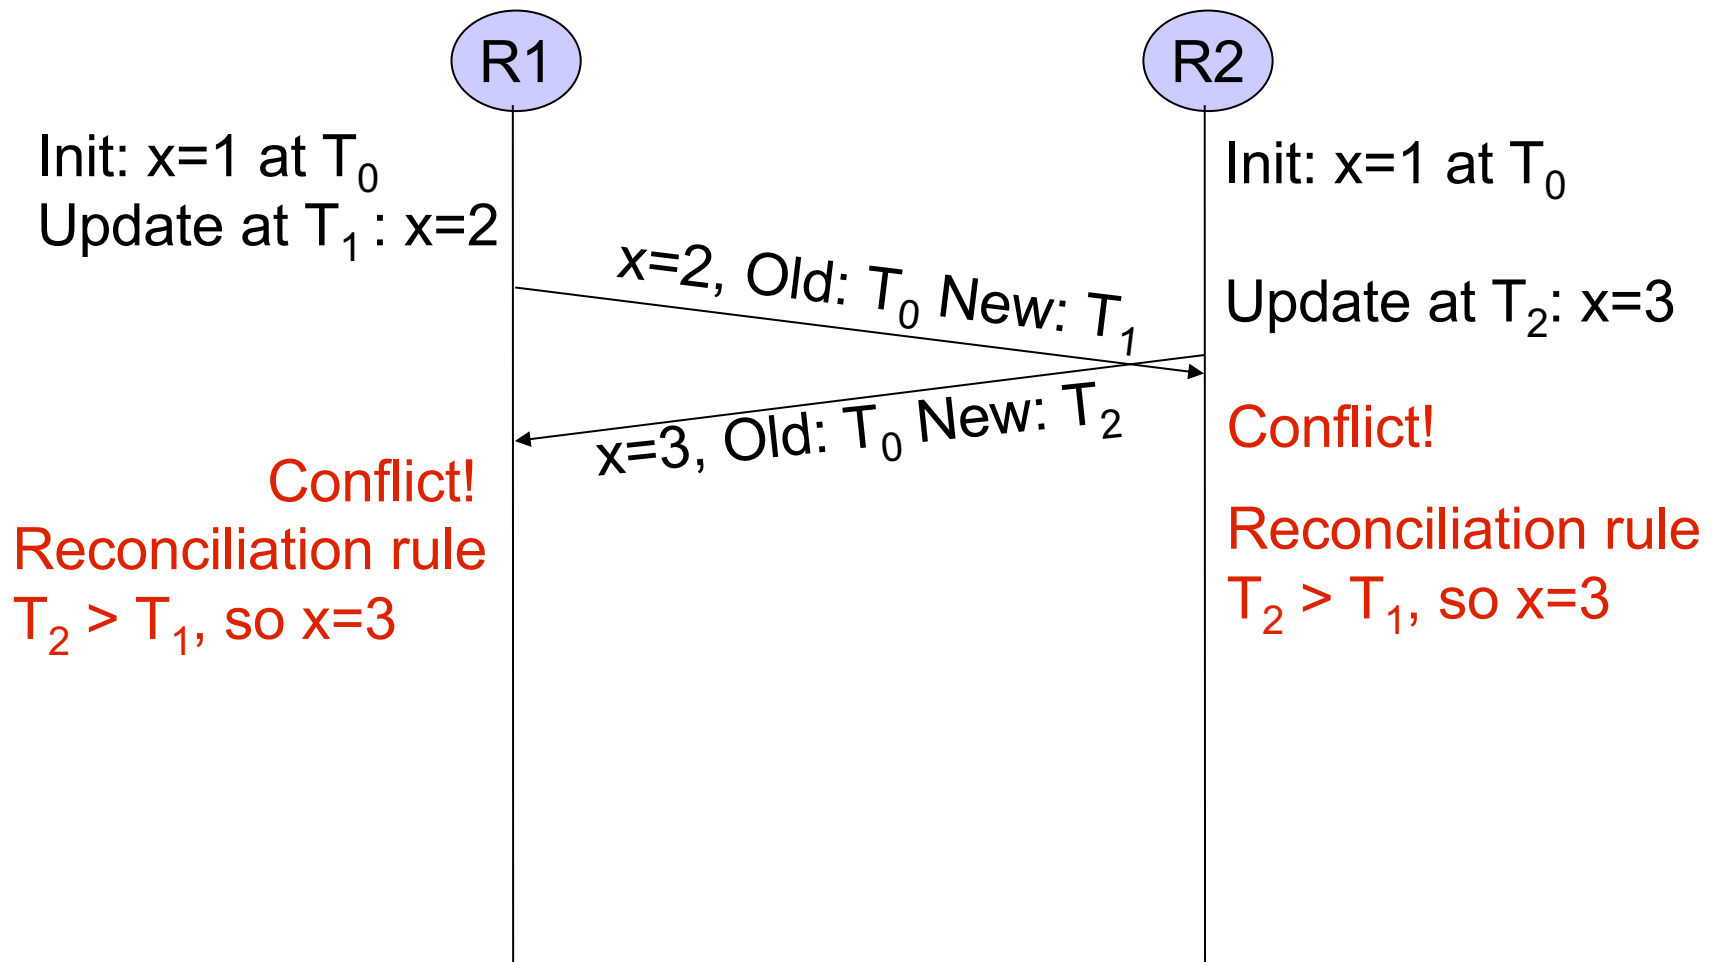 R1
R2
Init: x=1 at T₀
Update at T₁ : x=2
Init: x=1 at T₀
x=2, Old: T₀ New: T₁
Update at T₂: x=3
x=3, Old: T₀ New: T₂
Conflict!
Reconciliation rule
T₂ > T₁, so x=3
Conflict!
Reconciliation rule
T₂ > T₁, so x=3